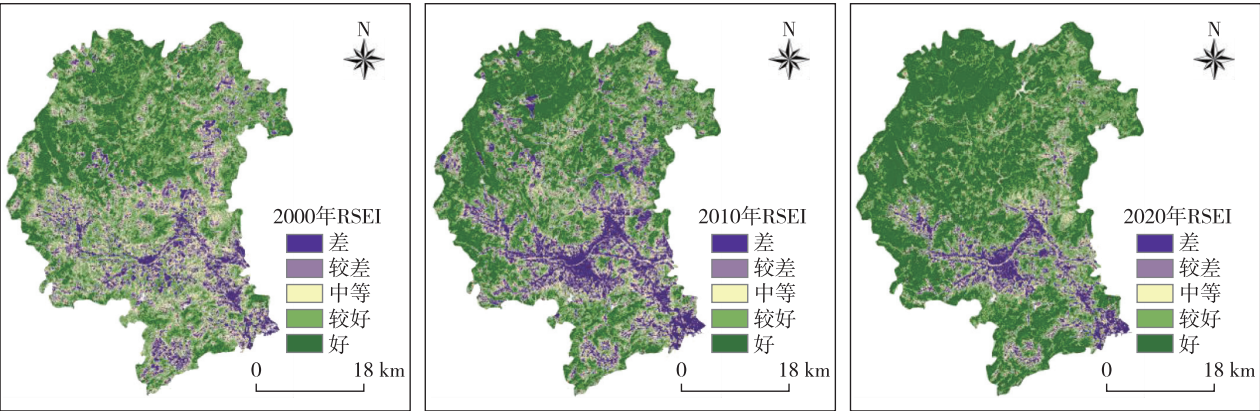 N
2000年RSEI
差
较差
中等
较好
好
0 18 km
N
2010年RSEI
差
较差
中等
较好
好
0 18 km
N
2020年RSEI
差
较差
中等
较好
好
0 18 km